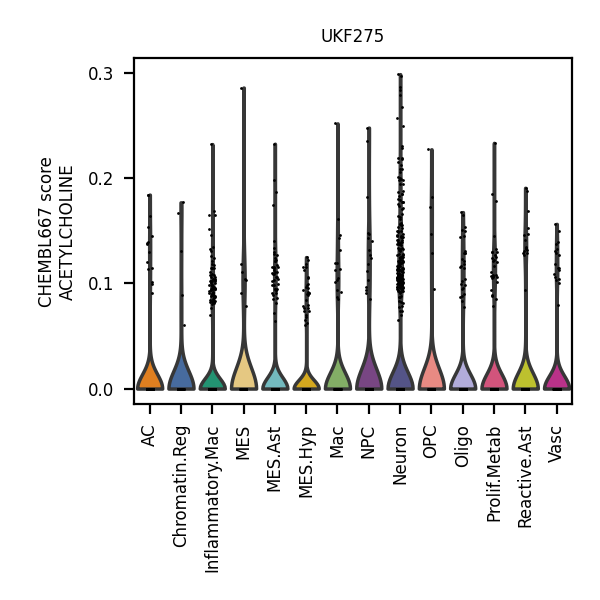 UKF275
CHEMBL667 score
ACETYLCHOLINE
0.3
0.2
0.1
0.0
AC
Chromatin.Reg
Inflammatory.Mac
MES
MES.Ast
MES.Hyp
Mac
NPC
Neuron
OPC
Oligo
Prolif.Metab
Reactive.Ast
Vasc